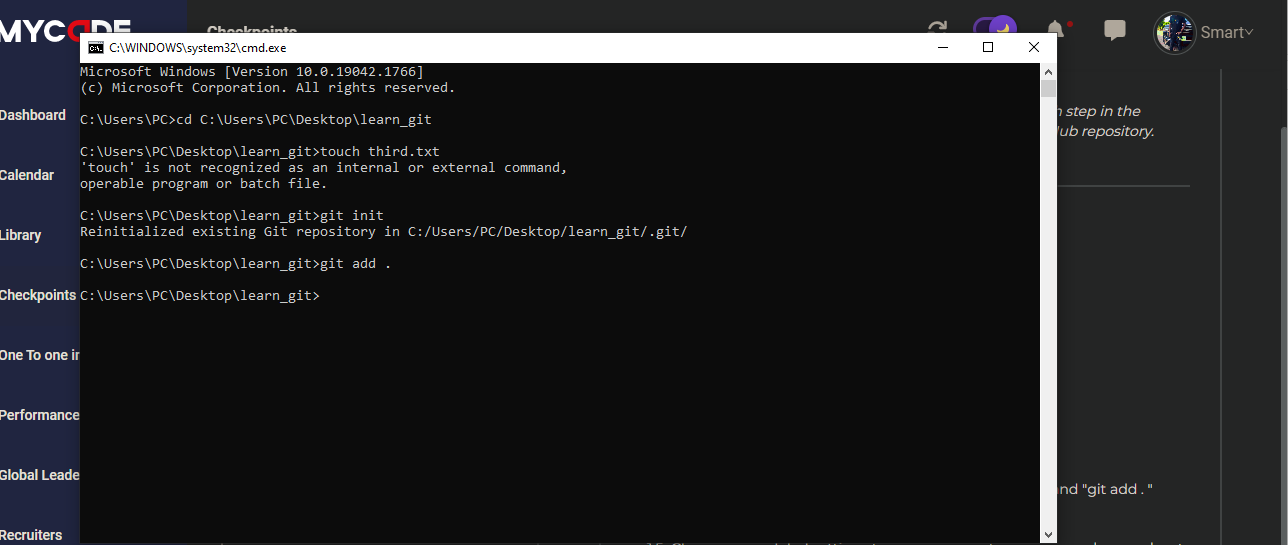 MYCODE
Checkpoints
Smart
C:\WINDOWS\system32\cmd.exe
Microsoft Windows [Version 10.0.19042.1766]
(c) Microsoft Corporation. All rights reserved.
C:\Users\PC>cd C:\Users\PC\Desktop\learn_git
C:\Users\PC\Desktop\learn_git>touch third.txt
'touch' is not recognized as an internal or external command,
operable program or batch file.
C:\Users\PC\Desktop\learn_git>git init
Reinitialized existing Git repository in C:/Users/PC/Desktop/learn_git/.git/
C:\Users\PC\Desktop\learn_git>git add .
C:\Users\PC\Desktop\learn_git>
Dashboard
Calendar
Library
Checkpoints
One To one
Performance
Global
Recruiters
step in the
repository.
"git add . "